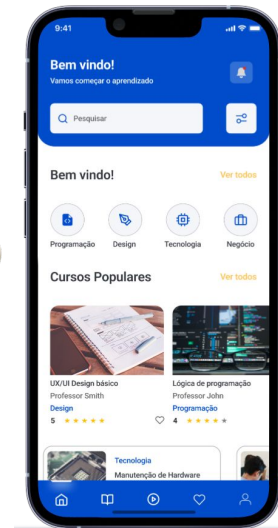 9:41
Bem vindo!
Vamos começar o aprendizado
Pesquisar
Bem vindo!
Ver todos
Programação
Design
Tecnologia
Negócio
Cursos Populares
Ver todos
UX/UI Design básico
Professor Smith
Design
5
Lógica de programação
Professor John
Programação
4
Tecnologia
Manutenção de Hardware